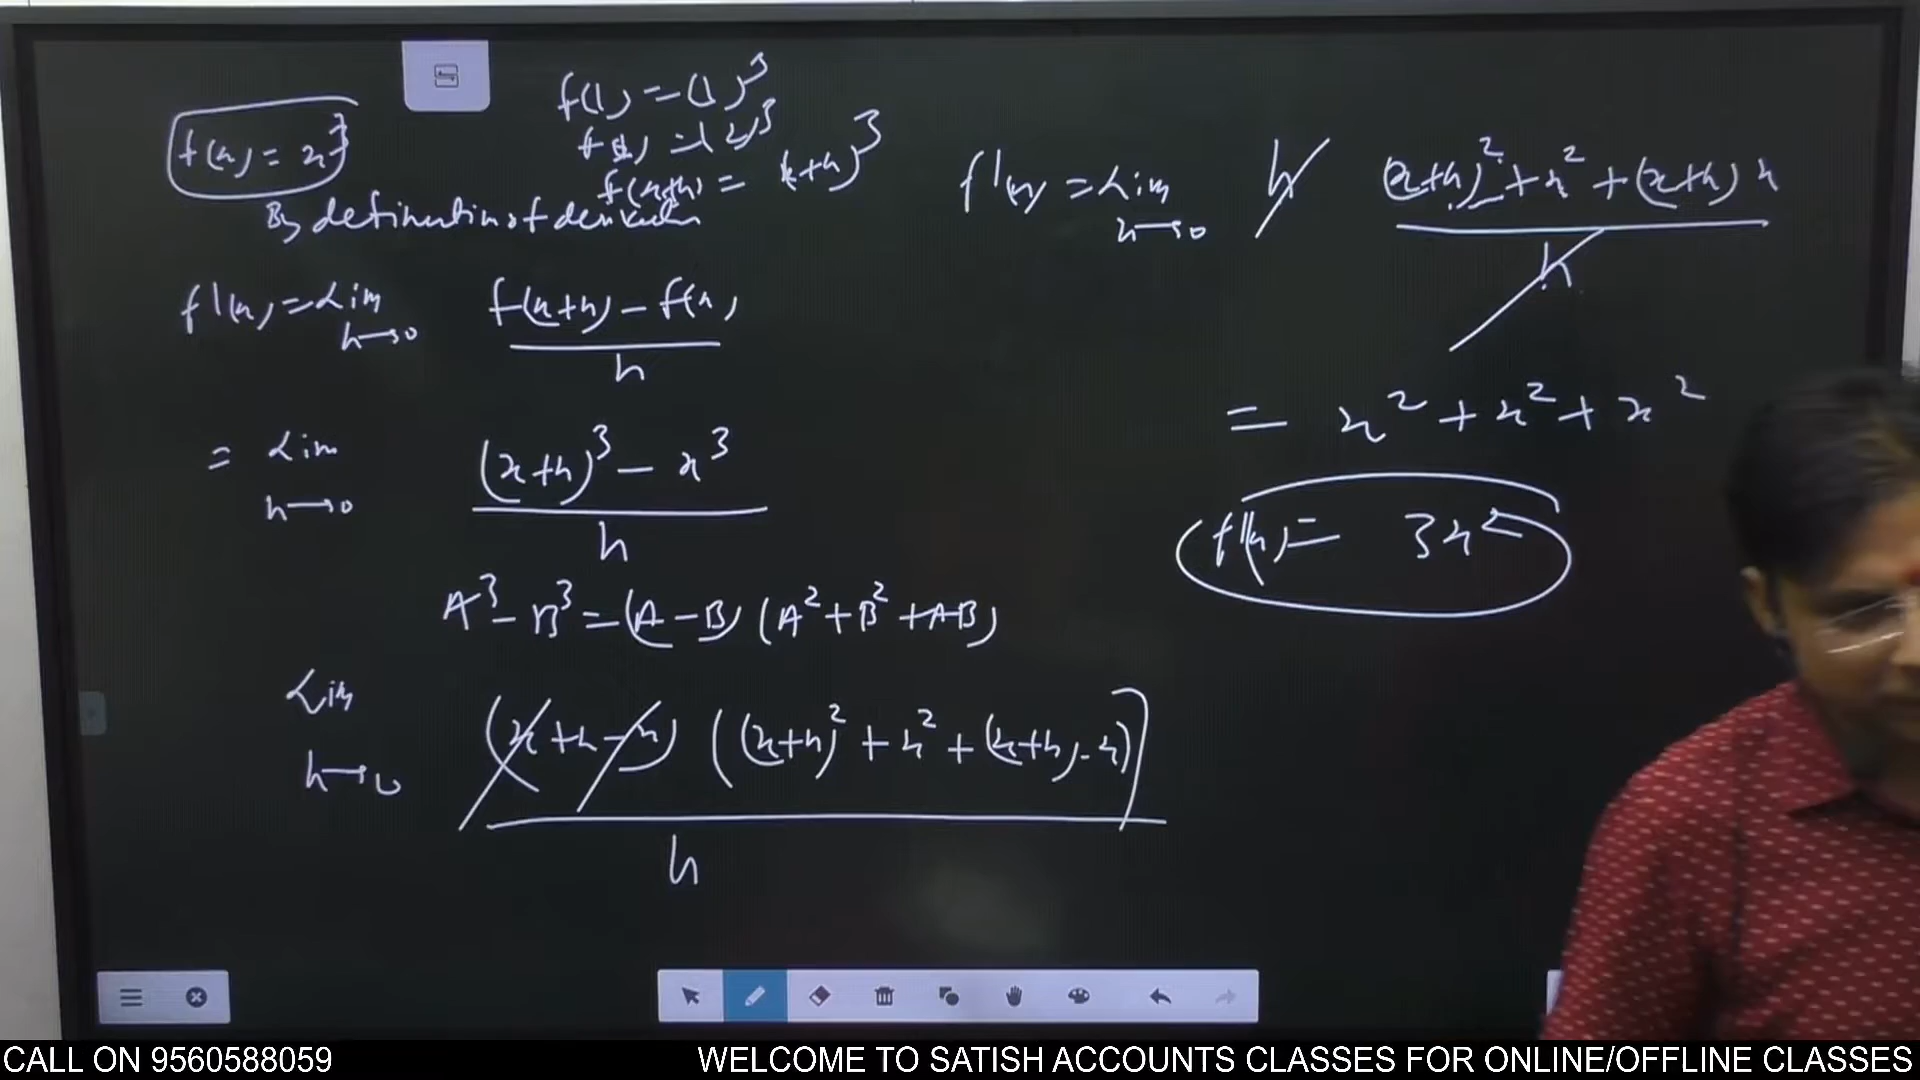 f(x) = x³
f(1) = (1)³
f(2) = (2)³
f(x+h) = (x+h)³
By definition of derivative
f'(x) = Lim h→0 f(x+h) – f(x) / h
= Lim h→0 (x+h)³ – x³ / h
A³ – B³ = (A – B) (A² + B² + AB)
Lim h→0 (x+h–x) ((x+h)² + x² + (x+h).x) / h
f'(x) = Lim h→0 h (x+h)² + x² + (x+h) x / h
= x² + x² + x²
f'(x) = 3x²
CALL ON 9560588059
WELCOME TO SATISH ACCOUNTS CLASSES FOR ONLINE/OFFLINE CLASSES